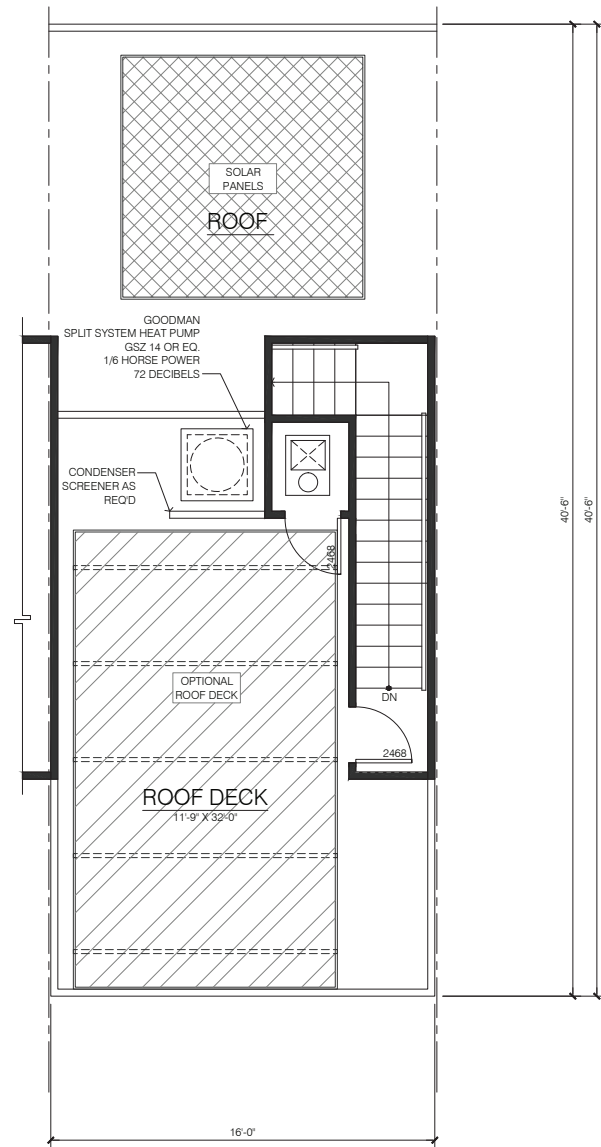 SOLAR
PANELS
ROOF
GOODMAN
SPLIT SYSTEM HEAT PUMP
GSZ 14 OR EQ.
1/6 HORSE POWER
72 DECIBELS
CONDENSER
SCREENER AS
REQ'D
2468
40'-6"
40'-6"
OPTIONAL
ROOF DECK
DN
2468
ROOF DECK
11'-9" X 32'-0"
16'-0"